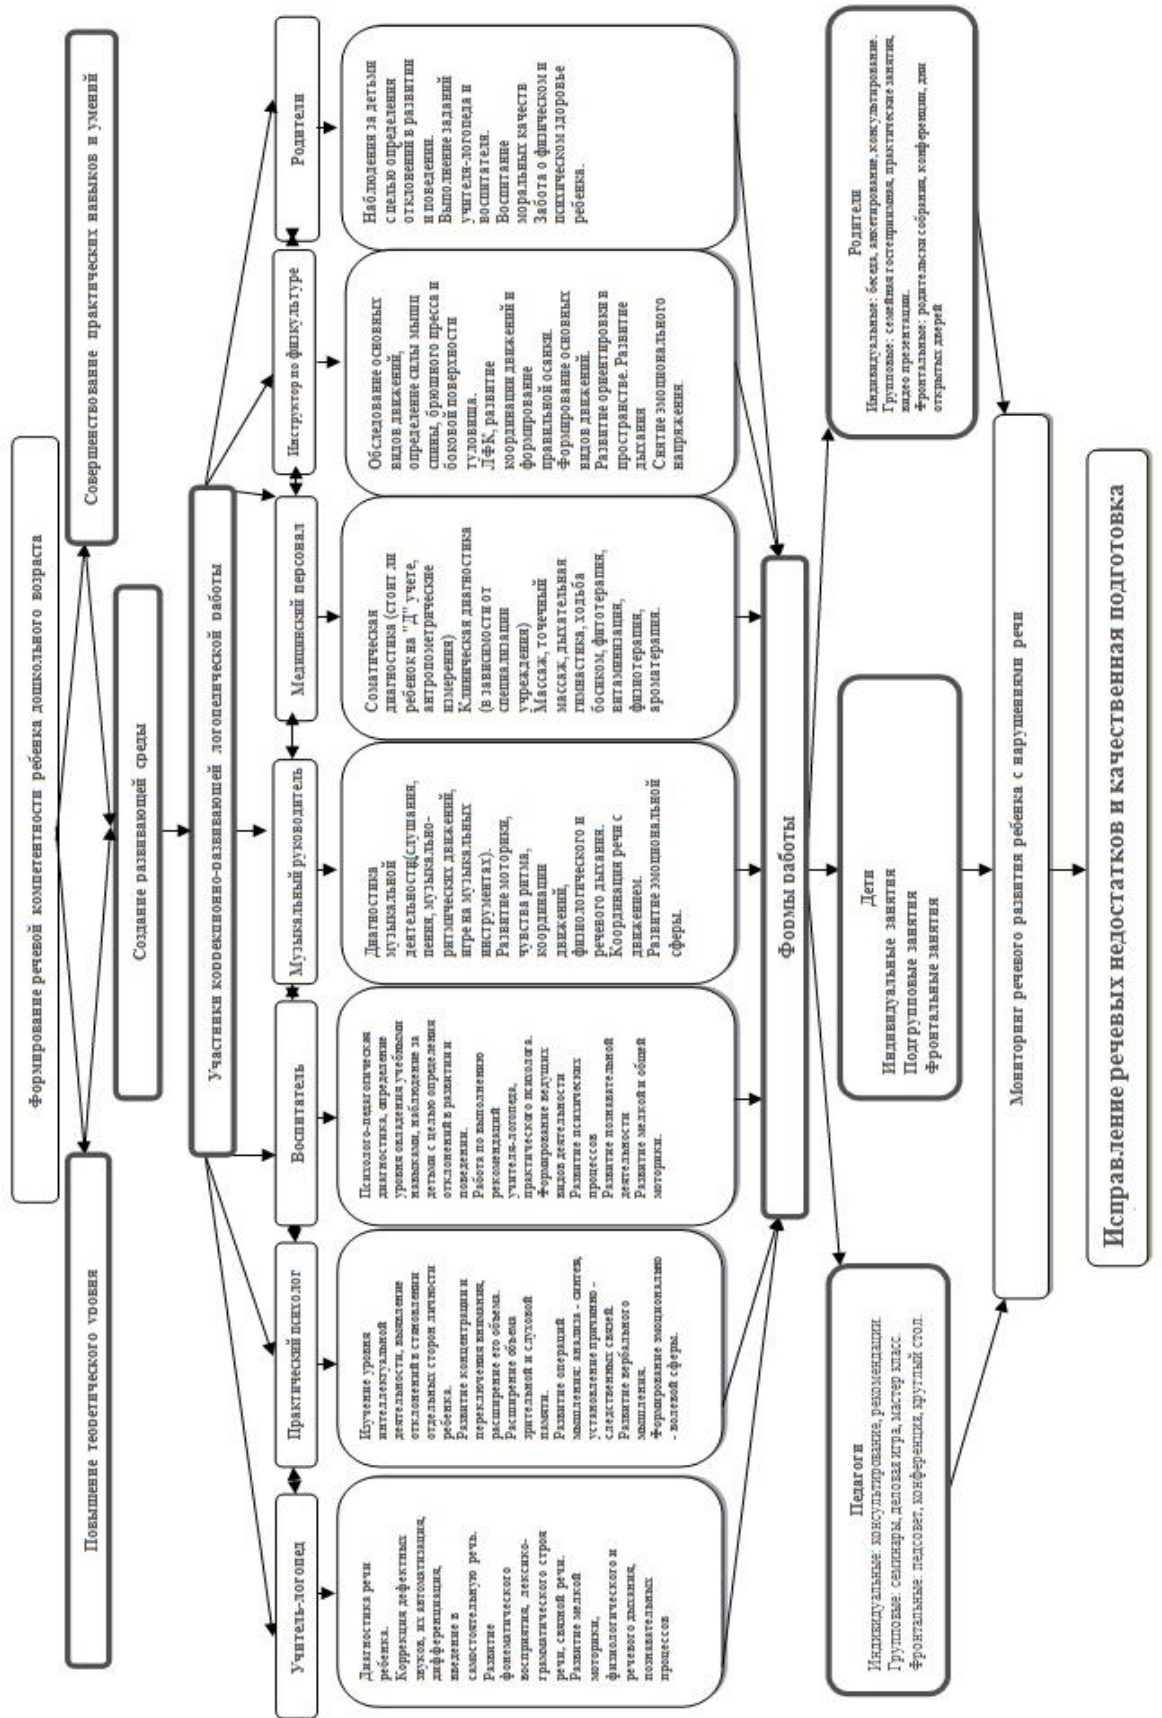 Формирование речевой компетентности ребенка дошкольного возраста
Повышение теоретического уровня
Совершенствование практических навыков и умений
Создание развивающей среды
Участники коррекционно-развивающей логопедической работы
Учитель-логопед
Практический психолог
Воспитатель
Музыкальный руководитель
Медицинский персонал
Инструктор по физкультуре
Родители
Диагностика речи
ребенка.
Коррекция дефектных
звуков, их автоматизация,
дифференциация,
введение в
самостоятельную речь.
Развитие
фонематического
восприятия, лексико-
грамматического строя
речи, связной речи.
Развитие мелкой
моторики,
физиологического и
речевого дыхания,
познавательных
процессов
Изучение уровня
интеллектуальной
деятельности, выявление
отклонений в становлении
отдельных сторон личности
ребенка.
Развитие концентрации и
переключения внимания,
расширение его объема.
Расширение объема
зрительной и слуховой
памяти.
Развитие операций
мышления: анализа - синтеза,
установление причинно -
следственных связей.
Развитие вербального
мышления.
Формирование эмоционально
- волевой сферы.
Психолого-педагогическая
диагностика, определение
уровня овладения учебными
навыками, наблюдение за
детьми с целью определения
отклонений в развитии и
поведении.
Работа по выполнению
рекомендаций
учителя-логопеда,
практического психолога.
Формирование ведущих
видов деятельности
Развитие психических
процессов
Развитие познавательной
деятельности
Развитие мелкой и общей
моторики.
Диагностика
музыкальной
деятельности(слушания,
пения, музыкально-
ритмических движений,
игре на музыкальных
инструментах).
Развитие моторики,
чувства ритма,
координации
движений,
физиологического и
речевого дыхания.
Координация речи с
движением.
Развитие эмоциональной
сферы.
Соматическая
диагностика (стоит ли
ребенок на "Д" учете,
антропометрические
измерения)
Клиническая диагностика
(в зависимости от
специализации
учреждения)
Массаж, точечный
массаж, дыхательная
гимнастика, ходьба
босиком, фитотерапия,
витаминизация,
физиотерапия,
ароматерапия.
Обследование основных
видов движений,
определение силы мышц
спины, брюшного пресса и
боковой поверхности
туловища.
ЛФК, развитие
координации движений и
формирование
правильной осанки.
Формирование основных
видов движений.
Развитие ориентировки в
пространстве. Развитие
дыхания
Снятие эмоционального
напряжения
Наблюдения за детьми
с целью определения
отклонений в развитии
и поведении.
Выполнение заданий
учителя-логопеда и
воспитателя.
Воспитание
моральных качеств
Забота о физическом и
психическом здоровье
ребенка.
Формы работы
Педагоги
Индивидуальные: консультирование, рекомендации.
Групповые: семинары, деловая игра, мастер класс.
Фронтальные: педсовет, конференция, круглый стол.
Дети
Индивидуальные занятия
Подгрупповые занятия
Фронтальные занятия
Родители
Индивидуальные: беседа, анкетирование, консультирование.
Групповые: семейная гостеприимная, практические занятия,
видео презентации.
Фронтальные: родительски собрания, конференции, дни
открытых дверей
Мониторинг речевого развития ребенка с нарушениями речи
Исправление речевых недостатков и качественная подготовка